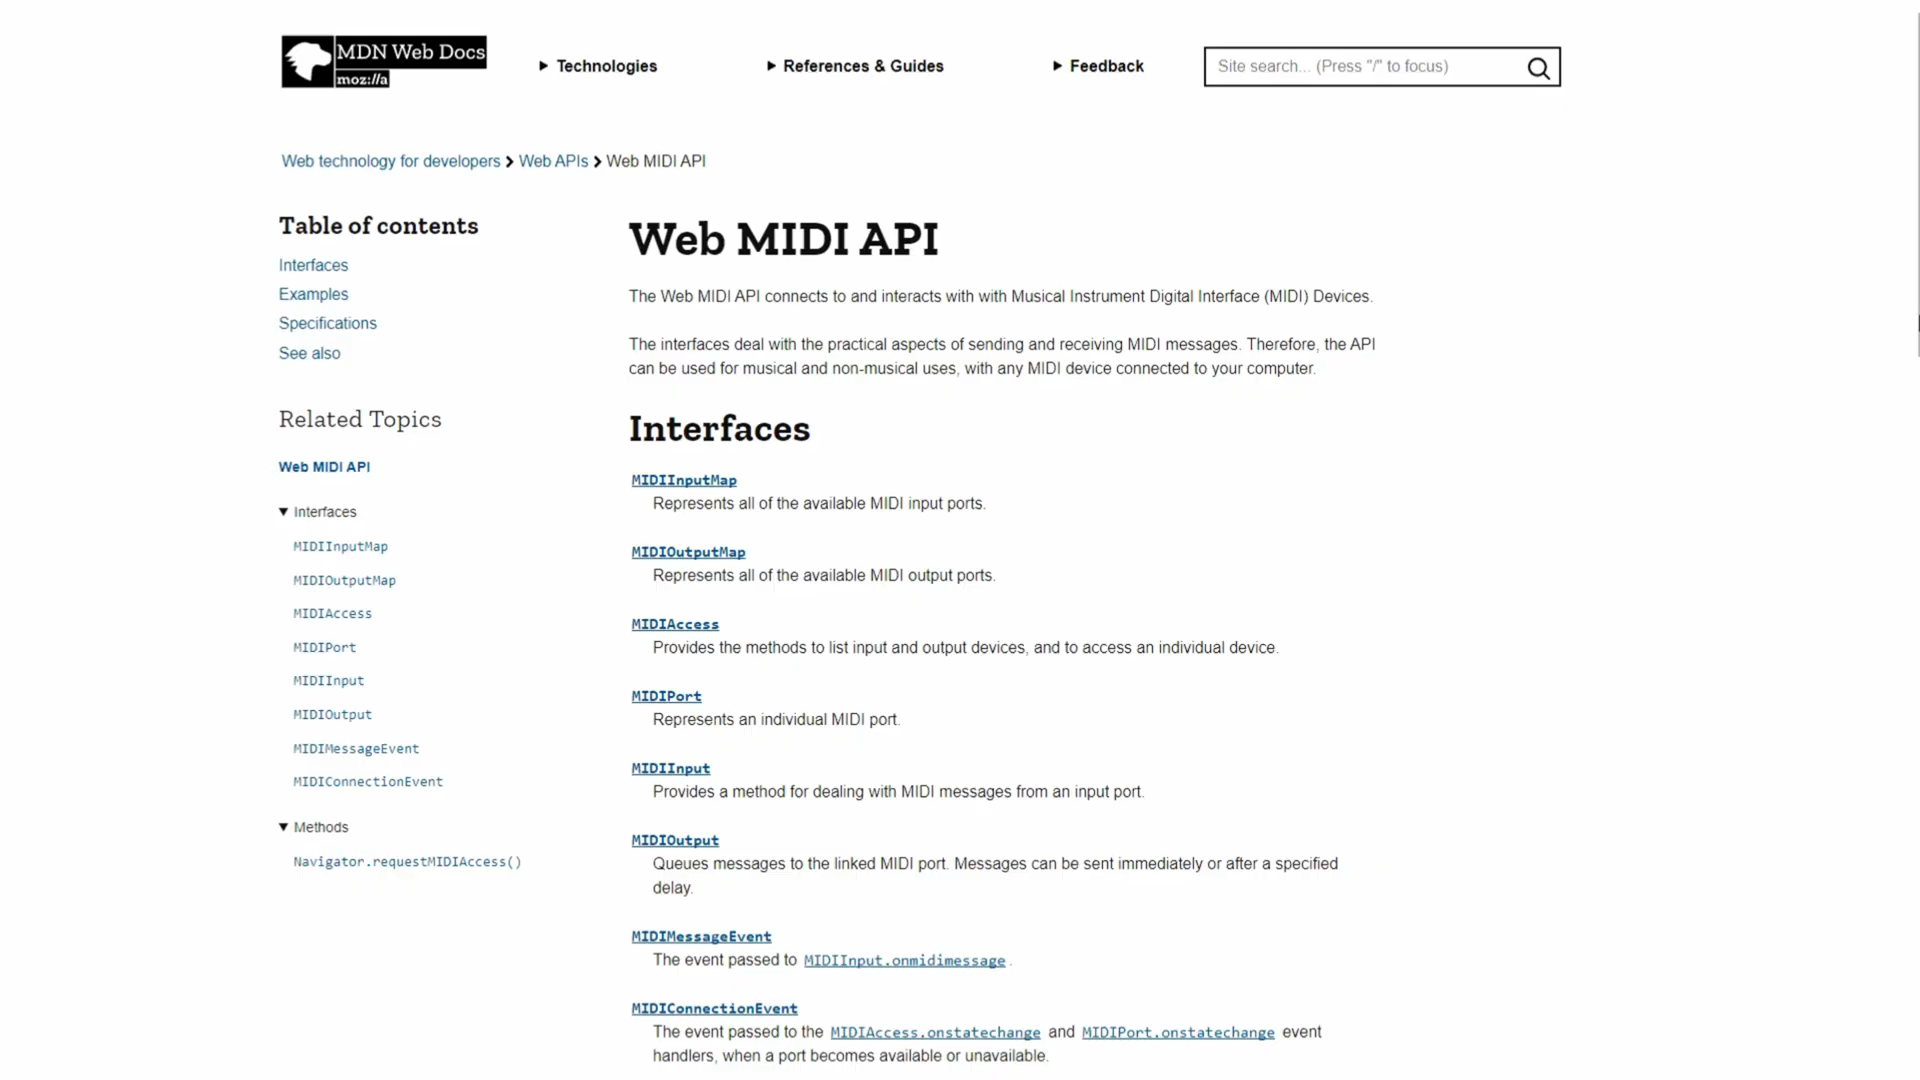 MDN Web Docs
moz://a
Technologies
References & Guides
Feedback
Site search... (Press "/" to focus)
Web technology for developers > Web APIs > Web MIDI API
Table of contents
Interfaces
Examples
Specifications
See also
Related Topics
Web MIDI API
Interfaces
MIDIInputMap
MIDIOutputMap
MIDIAccess
MIDIPort
MIDIInput
MIDIOutput
MIDIMessageEvent
MIDIConnectionEvent
Methods
Navigator.requestMIDIAccess()
Web MIDI API
The Web MIDI API connects to and interacts with with Musical Instrument Digital Interface (MIDI) Devices.
The interfaces deal with the practical aspects of sending and receiving MIDI messages. Therefore, the API
can be used for musical and non-musical uses, with any MIDI device connected to your computer.
Interfaces
MIDIInputMap
Represents all of the available MIDI input ports.
MIDIOutputMap
Represents all of the available MIDI output ports.
MIDIAccess
Provides the methods to list input and output devices, and to access an individual device.
MIDIPort
Represents an individual MIDI port.
MIDIInput
Provides a method for dealing with MIDI messages from an input port.
MIDIOutput
Queues messages to the linked MIDI port. Messages can be sent immediately or after a specified
delay.
MIDIMessageEvent
The event passed to MIDIInput.onmidimessage.
MIDIConnectionEvent
The event passed to the MIDIAccess.onstatechange and MIDIPort.onstatechange event
handlers, when a port becomes available or unavailable.